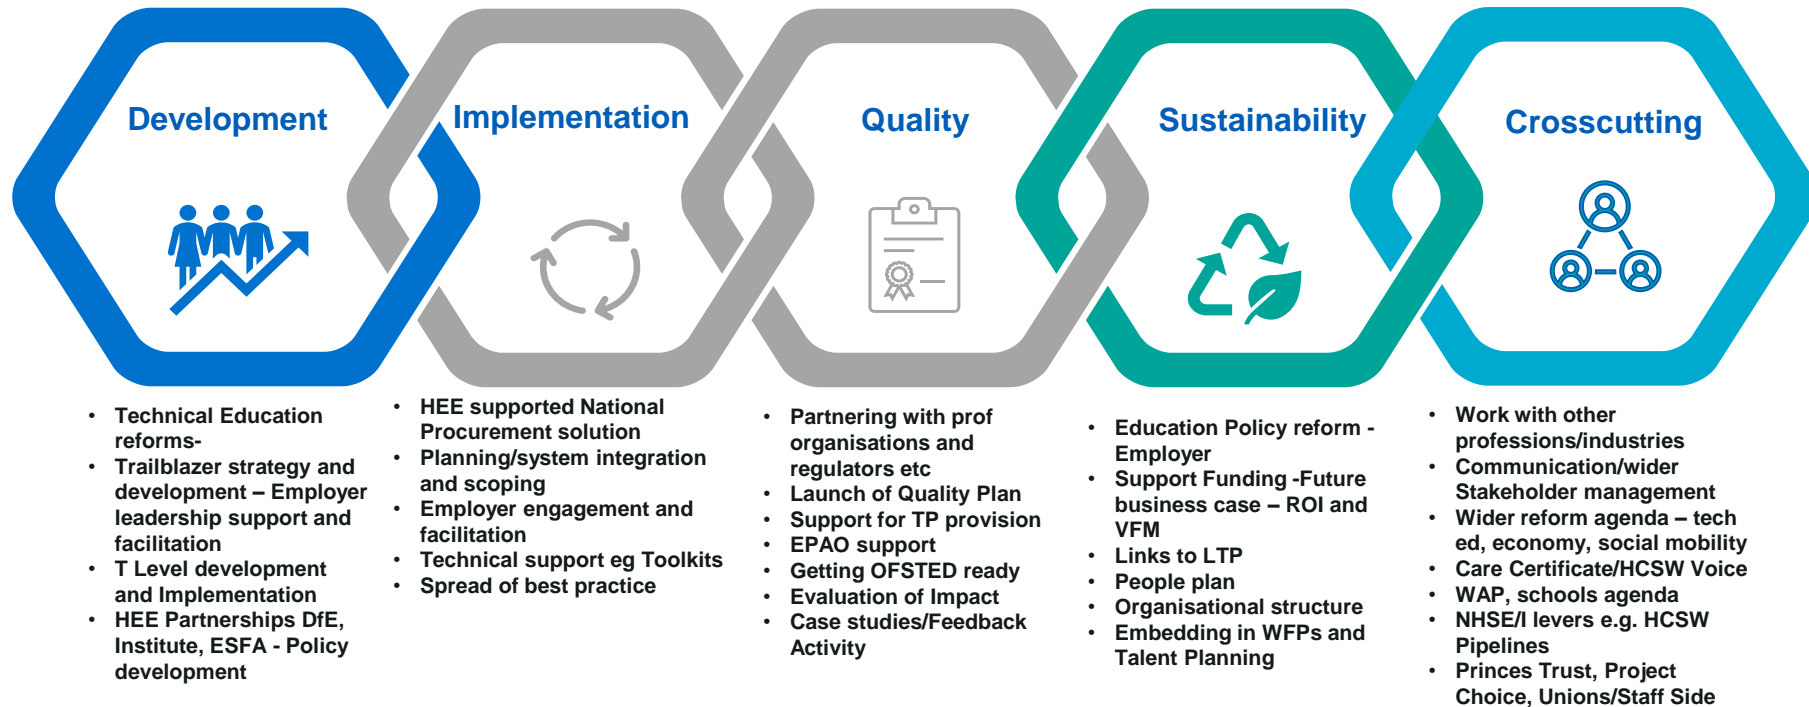 Development
• Technical Education
reforms-
• Trailblazer strategy and
development – Employer
leadership support and
facilitation
• T Level development
and Implementation
• HEE Partnerships DfE,
Institute, ESFA - Policy
development
Implementation
• HEE supported National
Procurement solution
• Planning/system integration
and scoping
• Employer engagement and
facilitation
• Technical support eg Toolkits
• Spread of best practice
Quality
• Partnering with prof
organisations and
regulators etc
• Launch of Quality Plan
• Support for TP provision
• EPAO support
• Getting OFSTED ready
• Evaluation of Impact
• Case studies/Feedback
Activity
Sustainability
• Education Policy reform -
Employer
• Support Funding -Future
business case – ROI and
VFM
• Links to LTP
• People plan
• Organisational structure
• Embedding in WFPs and
Talent Planning
Crosscutting
• Work with other
professions/industries
• Communication/wider
Stakeholder management
• Wider reform agenda – tech
ed, economy, social mobility
• Care Certificate/HCSW Voice
• WAP, schools agenda
• NHSE/I levers e.g. HCSW
Pipelines
• Princes Trust, Project
Choice, Unions/Staff Side